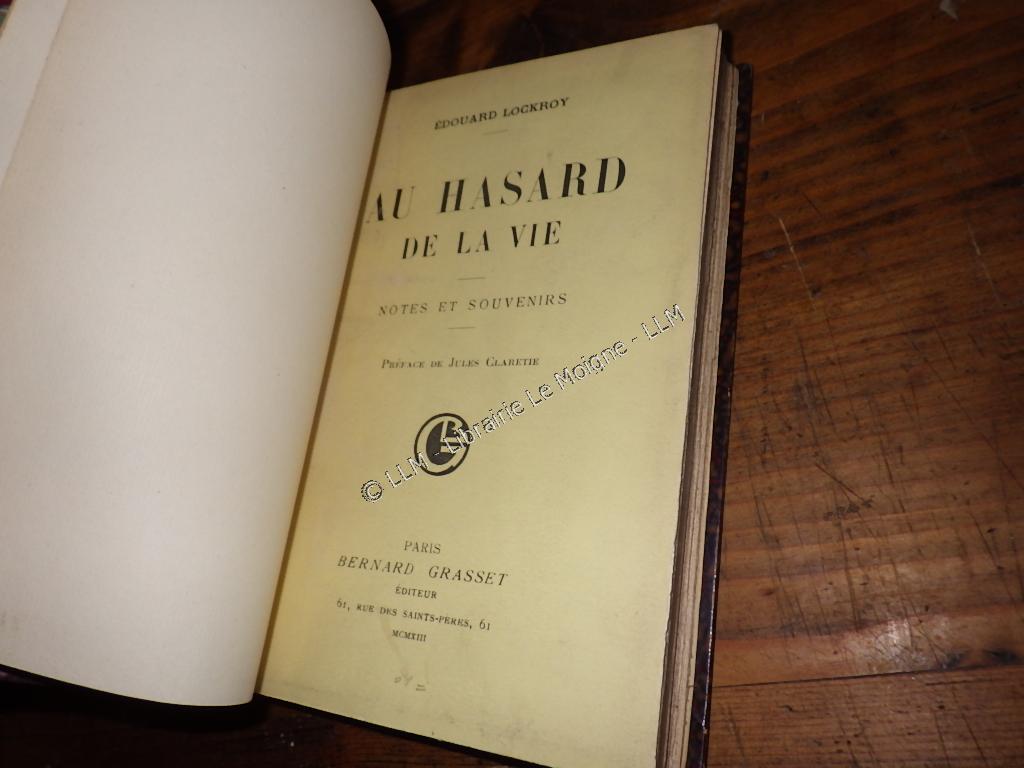 ÉDOUARD LOCKROY
AU HASARD
DE LA VIE
NOTES ET SOUVENIRS
PRÉFACE DE JULES CLARETIE
© LLM - Librairie Le Moigne - LLM
PARIS
BERNARD GRASSET
ÉDITEUR
61, RUE DES SAINTS-PÈRES, 61
MCMXIII